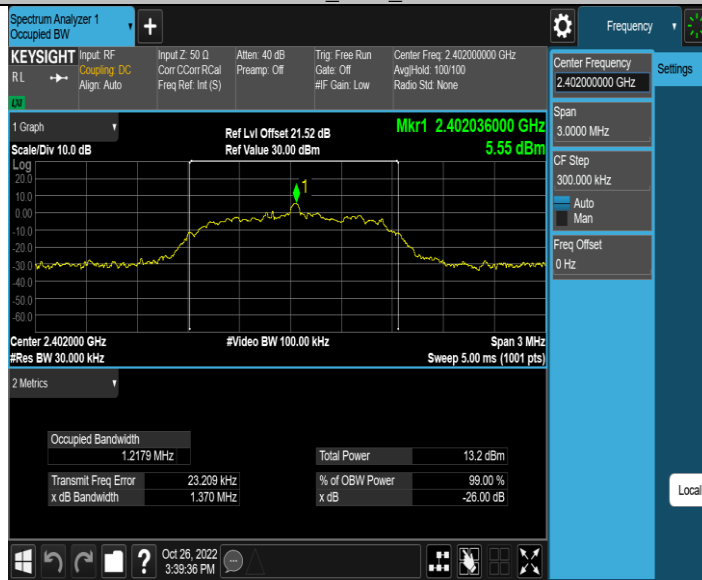 Spectrum Analyzer 1
Occupied BW
+
Frequency
KEYSIGHT
RL
LXI
Input: RF
Coupling: DC
Align: Auto
Input Z: 50 Ω
Corr CCorr RCal
Freq Ref: Int (S)
Atten: 40 dB
Preamp: Off
Trig: Free Run
Gate: Off
#IF Gain: Low
Center Freq: 2.402000000 GHz
Avg|Hold: 100/100
Radio Std: None
Center Frequency
2.402000000 GHz
Settings
Span
3.0000 MHz
CF Step
300.000 kHz
Auto
Man
Freq Offset
0 Hz
1 Graph
Scale/Div 10.0 dB
Ref Lvl Offset 21.52 dB
Ref Value 30.00 dBm
Mkr1 2.402036000 GHz
5.55 dBm
Log
20.0
10.0
0.00
-10.0
-20.0
-30.0
-40.0
-50.0
-60.0
1
Center 2.402000 GHz
#Res BW 30.000 kHz
#Video BW 100.00 kHz
Span 3 MHz
Sweep 5.00 ms (1001 pts)
2 Metrics
Occupied Bandwidth
1.2179 MHz
Total Power 13.2 dBm
Transmit Freq Error 23.209 kHz
% of OBW Power 99.00 %
x dB Bandwidth 1.370 MHz
x dB -26.00 dB
Local
?
Oct 26, 2022
3:39:36 PM